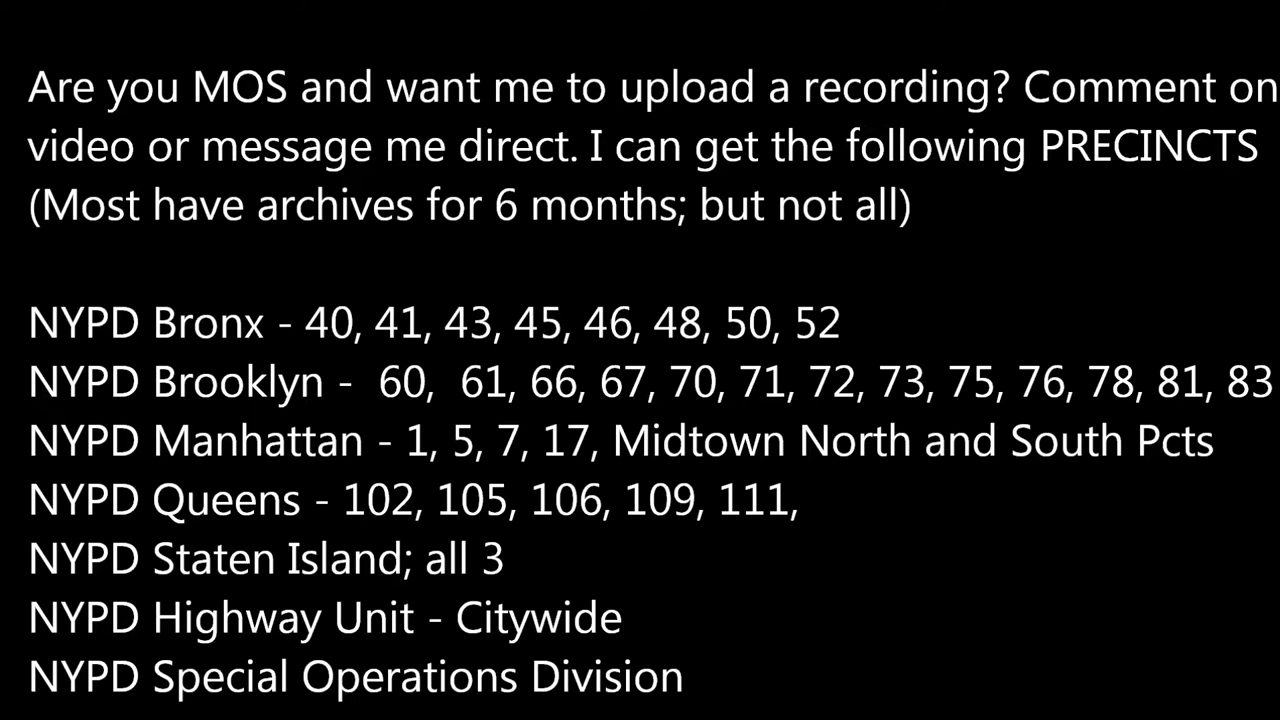 Are you MOS and want me to upload a recording? Comment on
video or message me direct. I can get the following PRECINCTS
(Most have archives for 6 months; but not all)
NYPD Bronx - 40, 41, 43, 45, 46, 48, 50, 52
NYPD Brooklyn - 60, 61, 66, 67, 70, 71, 72, 73, 75, 76, 78, 81, 83
NYPD Manhattan - 1, 5, 7, 17, Midtown North and South Pcts
NYPD Queens - 102, 105, 106, 109, 111,
NYPD Staten Island; all 3
NYPD Highway Unit - Citywide
NYPD Special Operations Division